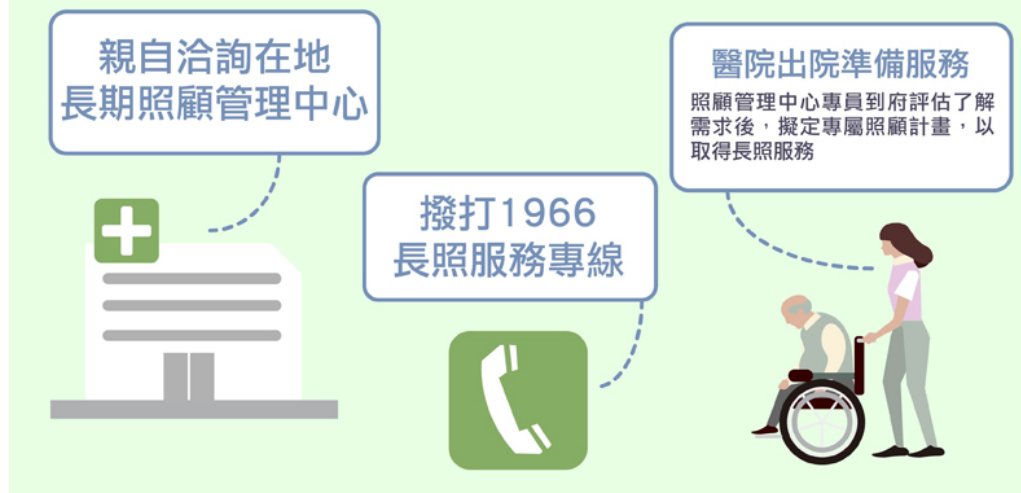 親自洽詢在地
長期照顧管理中心
撥打1966
長照服務專線
醫院出院準備服務
照顧管理中心專員到府評估了解
需求後，擬定專屬照顧計畫，以
取得長照服務